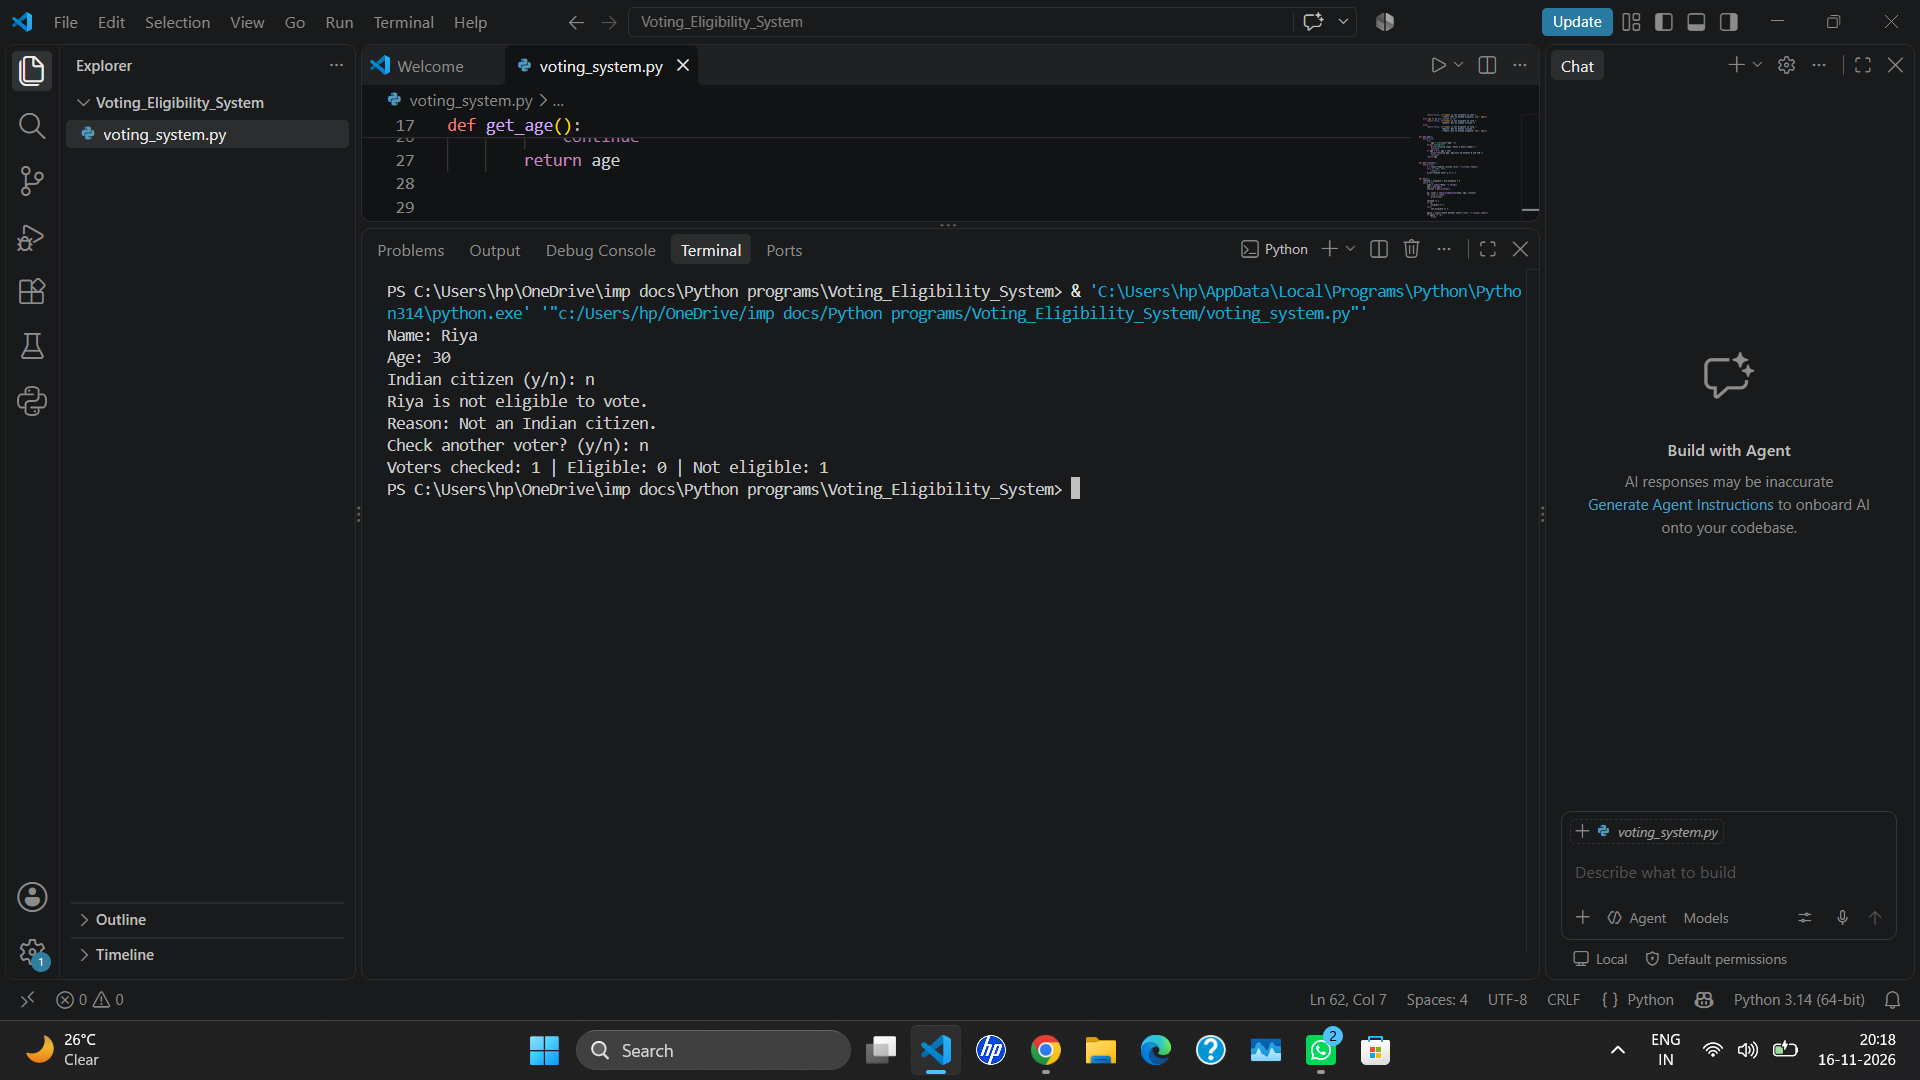 File Edit Selection View Go Run Terminal Help
Voting_Eligibility_System
Update
Explorer
Voting_Eligibility_System
voting_system.py
Outline
Timeline
Welcome
voting_system.py
voting_system.py > ...
17 def get_age():
26 continue
27 return age
28
29
Problems Output Debug Console Terminal Ports
Python
PS C:\Users\hp\OneDrive\imp docs\Python programs\Voting_Eligibility_System> & 'C:\Users\hp\AppData\Local\Programs\Python\Pytho
n314\python.exe' '"c:/Users/hp/OneDrive/imp docs/Python programs/Voting_Eligibility_System/voting_system.py"'
Name: Riya
Age: 30
Indian citizen (y/n): n
Riya is not eligible to vote.
Reason: Not an Indian citizen.
Check another voter? (y/n): n
Voters checked: 1 | Eligible: 0 | Not eligible: 1
PS C:\Users\hp\OneDrive\imp docs\Python programs\Voting_Eligibility_System>
Chat
Build with Agent
AI responses may be inaccurate
Generate Agent Instructions to onboard AI
onto your codebase.
voting_system.py
Describe what to build
Agent Models
Local Default permissions
1
0 0
Ln 62, Col 7 Spaces: 4 UTF-8 CRLF { } Python Python 3.14 (64-bit)
26°C
Clear
Search
hp
2
ENG
IN
20:18
16-11-2026